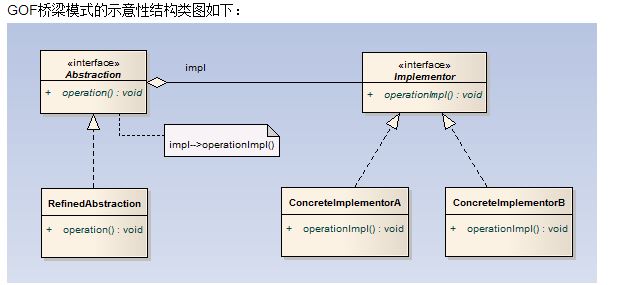 GOF桥梁模式的示意性结构类图如下：
«interface»
Abstraction
+ operation() : void
impl
«interface»
Implementor
+ operationImpl() : void
impl-->operationImpl()
RefinedAbstraction
+ operation() : void
ConcreteImplementorA
+ operationImpl() : void
ConcreteImplementorB
+ operationImpl() : void